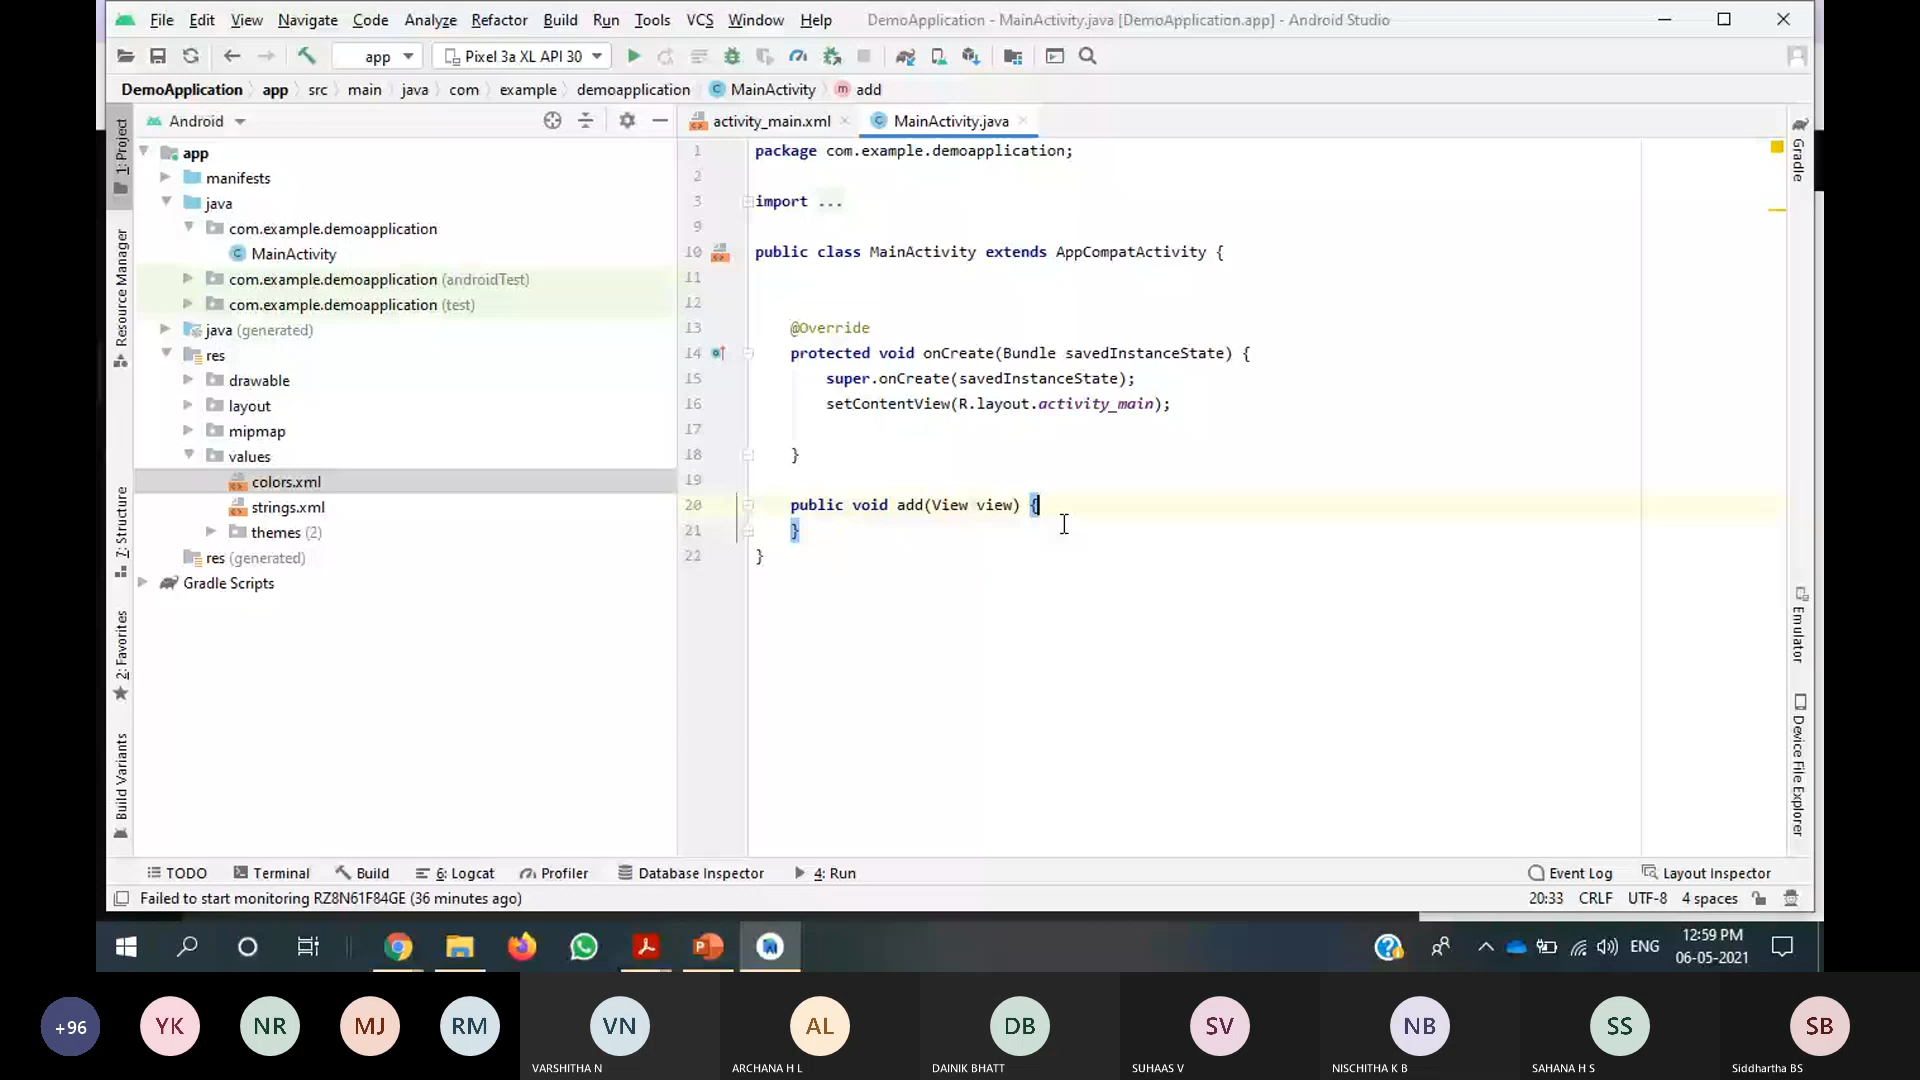 File Edit View Navigate Code Analyze Refactor Build Run Tools VCS Window Help DemoApplication - MainActivity.java [DemoApplication.app] - Android Studio
app Pixel 3a XL API 30
DemoApplication app src main java com example demoapplication MainActivity add
Android
activity_main.xml MainActivity.java
1: Project
Resource Manager
7: Structure
2: Favorites
Build Variants
app
manifests
java
com.example.demoapplication
MainActivity
com.example.demoapplication (androidTest)
com.example.demoapplication (test)
java (generated)
res
drawable
layout
mipmap
values
colors.xml
strings.xml
themes (2)
res (generated)
Gradle Scripts
1 package com.example.demoapplication;
2
3 import ...
9
10 public class MainActivity extends AppCompatActivity {
11
12
13 @Override
14 protected void onCreate(Bundle savedInstanceState) {
15 super.onCreate(savedInstanceState);
16 setContentView(R.layout.activity_main);
17
18 }
19
20 public void add(View view) {
21 }
22 }
Gradle
Emulator
Device File Explorer
TODO Terminal Build 6: Logcat Profiler Database Inspector 4: Run Event Log Layout Inspector
Failed to start monitoring RZ8N61F84GE (36 minutes ago) 20:33 CRLF UTF-8 4 spaces
ENG 12:59 PM
06-05-2021
+96 YK NR MJ RM VN AL DB SV NB SS SB
VARSHITHA N ARCHANA H L DAINIK BHATT SUHAAS V NISCHITHA K B SAHANA H S Siddhartha BS